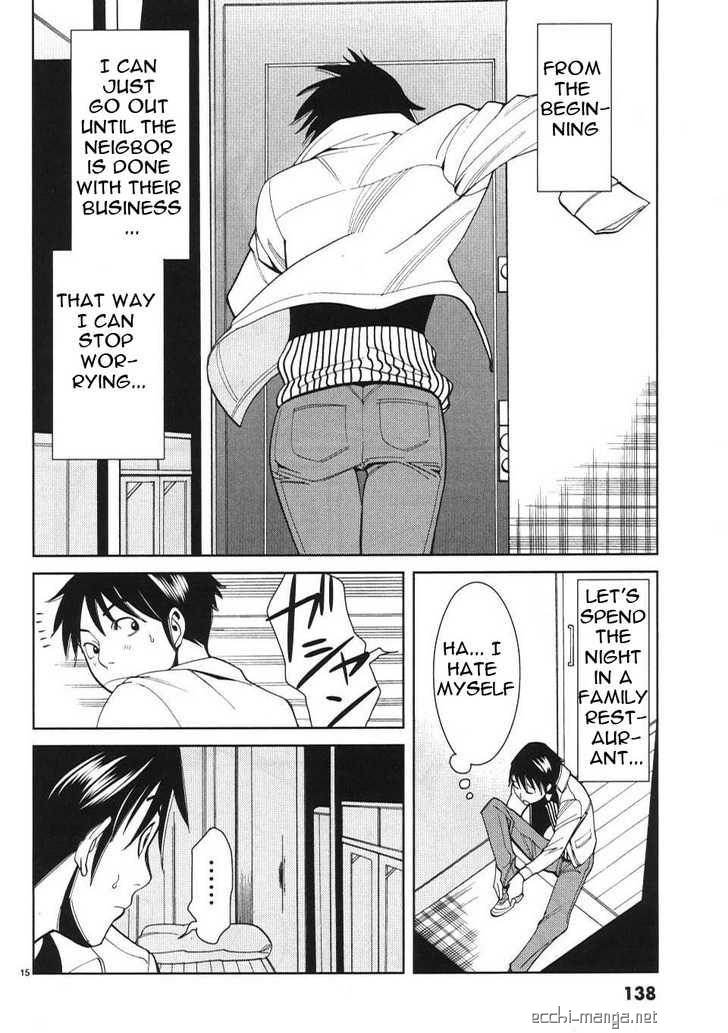 FROM
THE
BEGIN-
NING
I CAN
JUST
GO OUT
UNTIL THE
NEIGBOR
IS DONE
WITH THEIR
BUSINESS
...
THAT WAY
I CAN
STOP
WOR-
RYING...
LET'S
SPEND
THE
NIGHT
IN A
FAMILY
REST-
AUR-
ANT...
HA... I
HATE
MYSELF
......
15
138
ecchi-manga.net